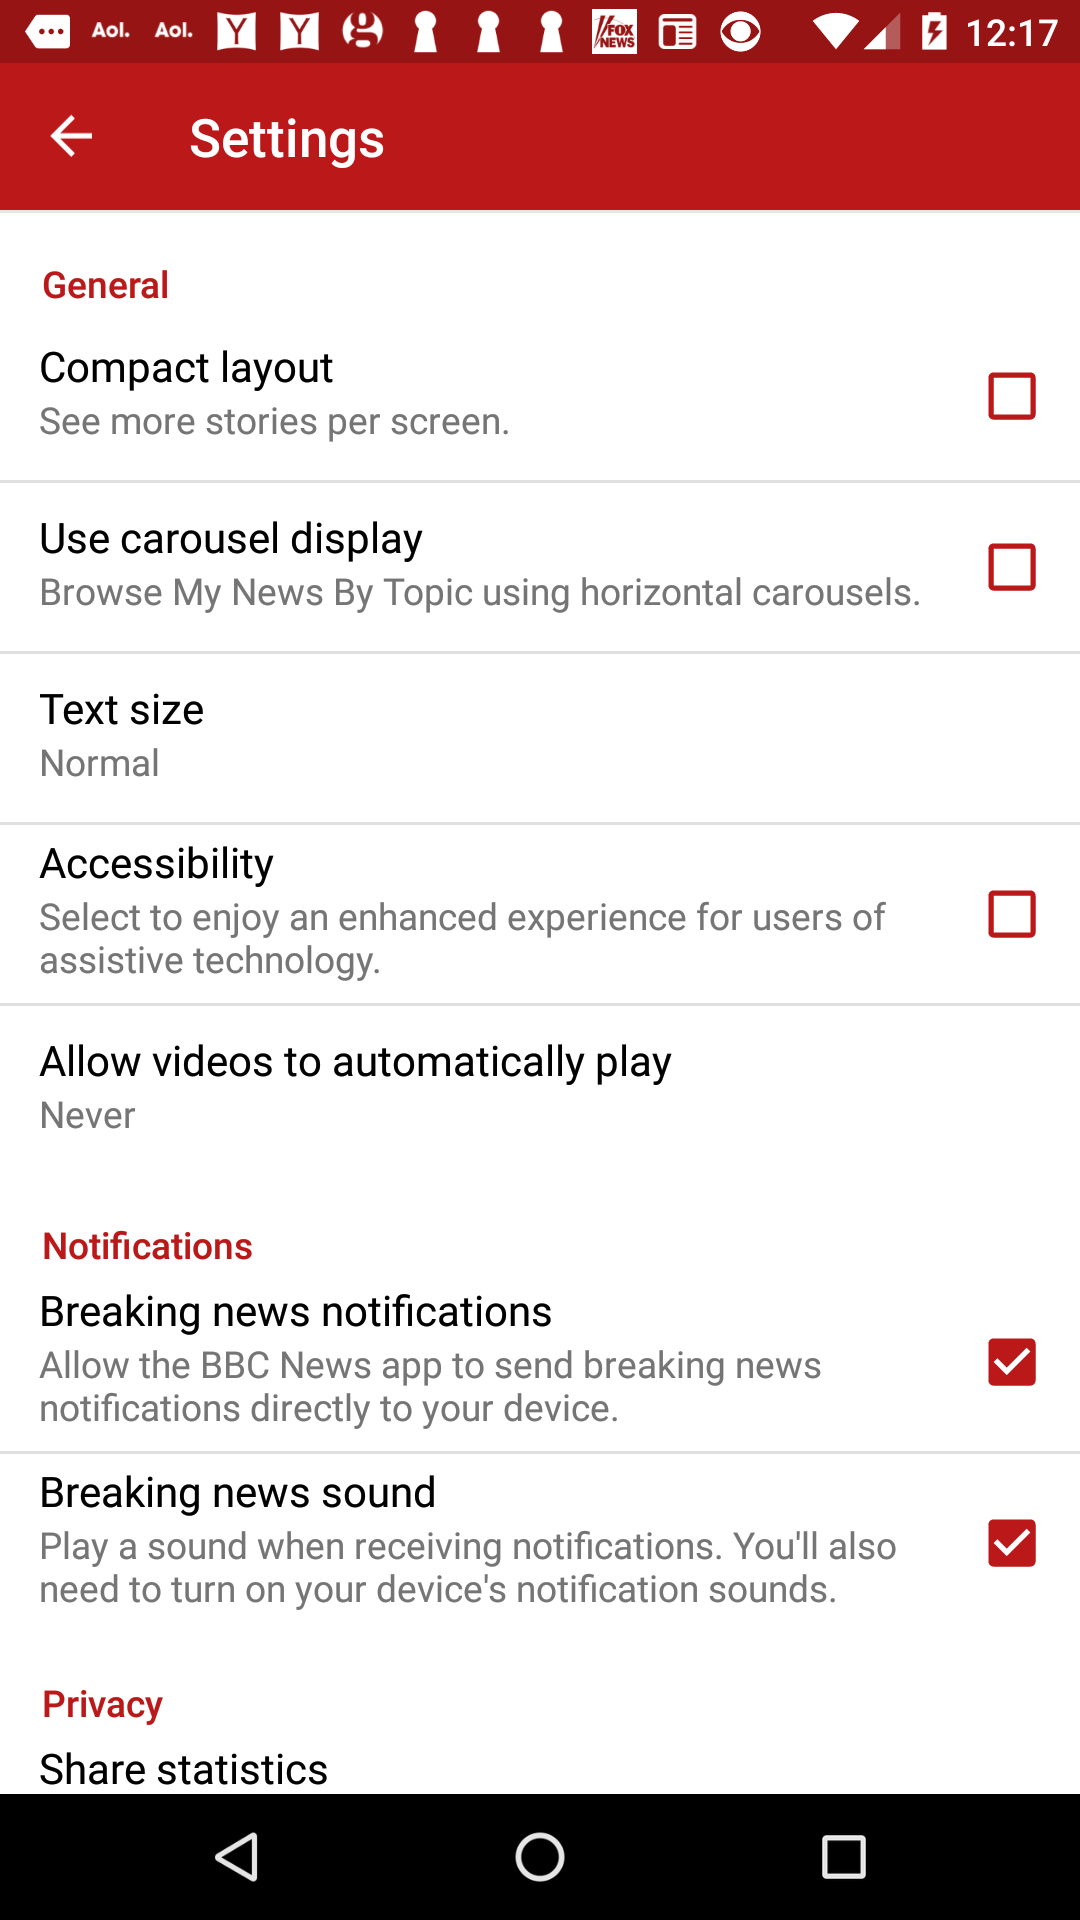 Aol. Aol. Y Y FOX NEWS 12:17
Settings
General
Compact layout
See more stories per screen.
Use carousel display
Browse My News By Topic using horizontal carousels.
Text size
Normal
Accessibility
Select to enjoy an enhanced experience for users of
assistive technology.
Allow videos to automatically play
Never
Notifications
Breaking news notifications
Allow the BBC News app to send breaking news
notifications directly to your device.
Breaking news sound
Play a sound when receiving notifications. You'll also
need to turn on your device's notification sounds.
Privacy
Share statistics